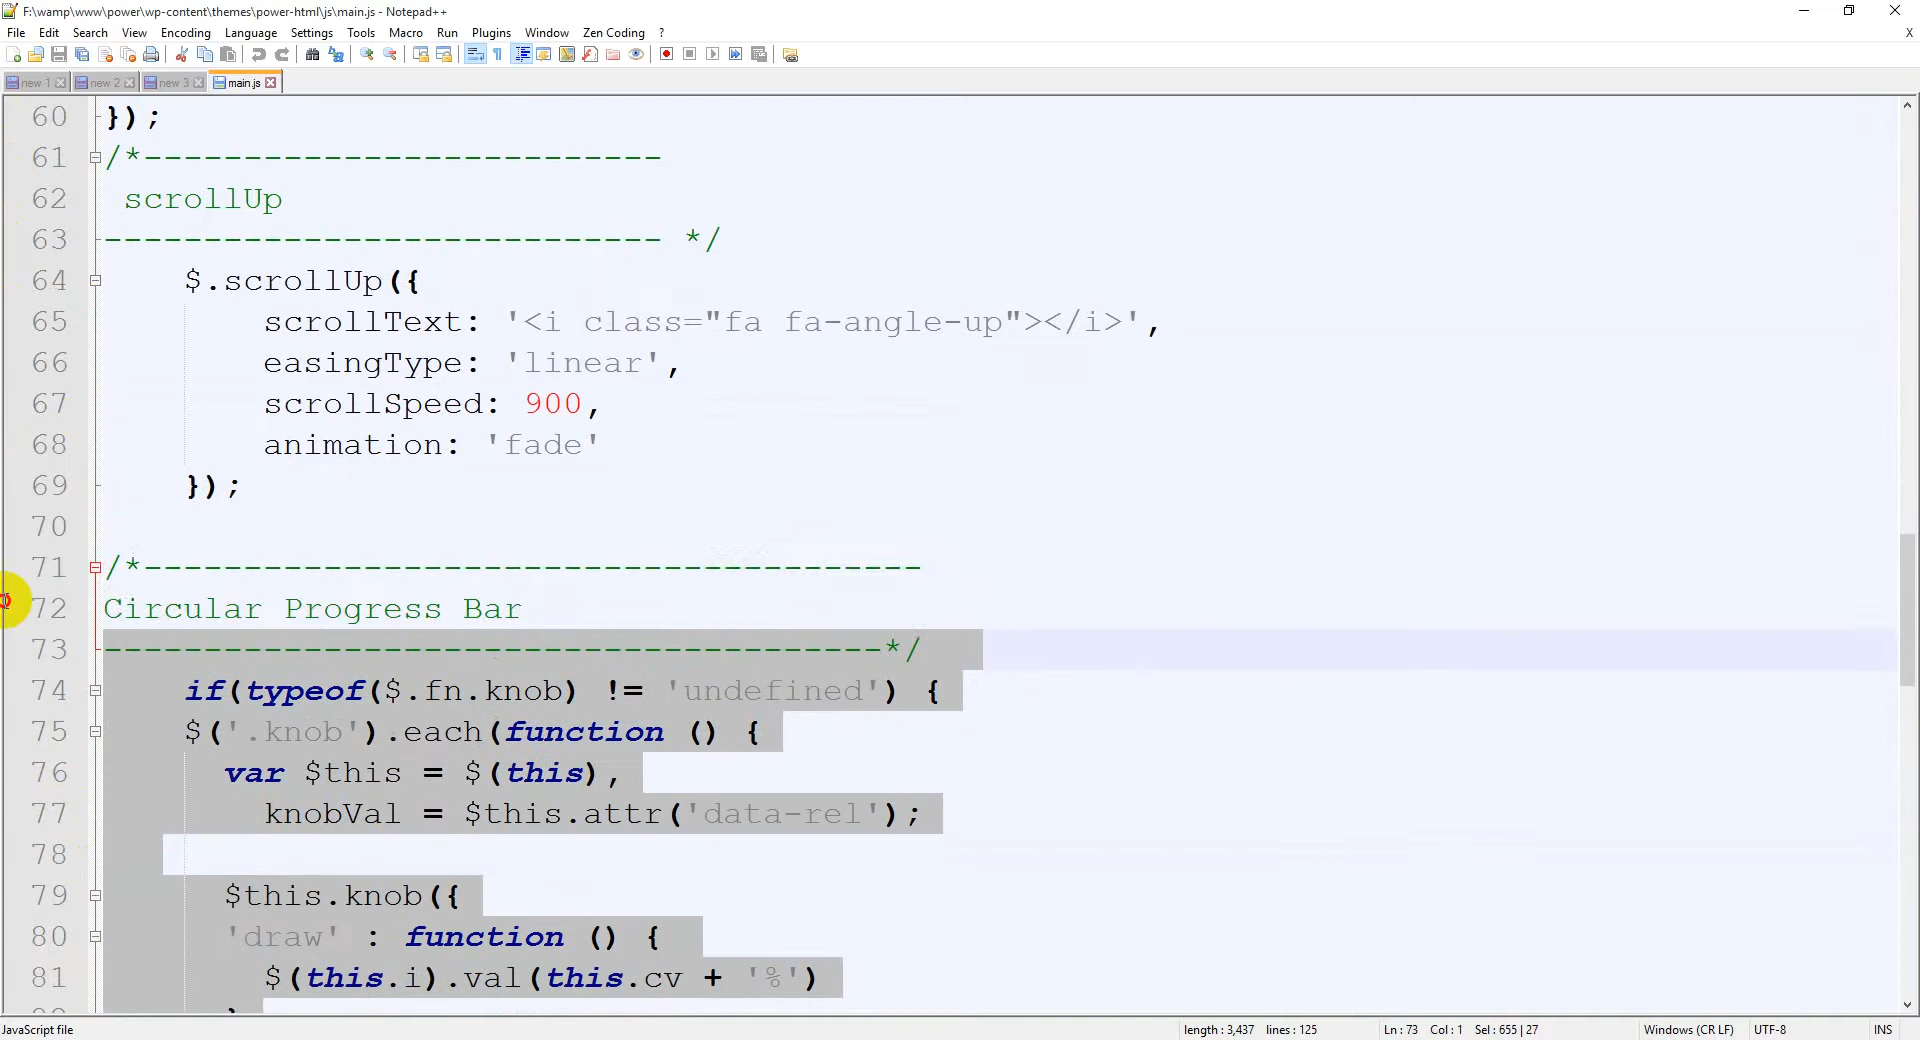 F:\wamp\www\power\wp-content\themes\power-html\js\main.js - Notepad++
File Edit Search View Encoding Language Settings Tools Macro Run Plugins Window Zen Coding ? X
new 1 new 2 new 3 main.js
60 });
61 /*--------------------------
62 scrollUp
63 ---------------------------- */
64 $.scrollUp({
65 scrollText: '<i class="fa fa-angle-up"></i>',
66 easingType: 'linear',
67 scrollSpeed: 900,
68 animation: 'fade'
69 });
70
71 /*---------------------------------------
72 Circular Progress Bar
73 ---------------------------------------*/
74 if(typeof($.fn.knob) != 'undefined') {
75 $('.knob').each(function () {
76 var $this = $(this),
77 knobVal = $this.attr('data-rel');
78
79 $this.knob({
80 'draw' : function () {
81 $(this.i).val(this.cv + '%')
JavaScript file length : 3,437 lines : 125 Ln : 73 Col : 1 Sel : 655 | 27 Windows (CR LF) UTF-8 INS